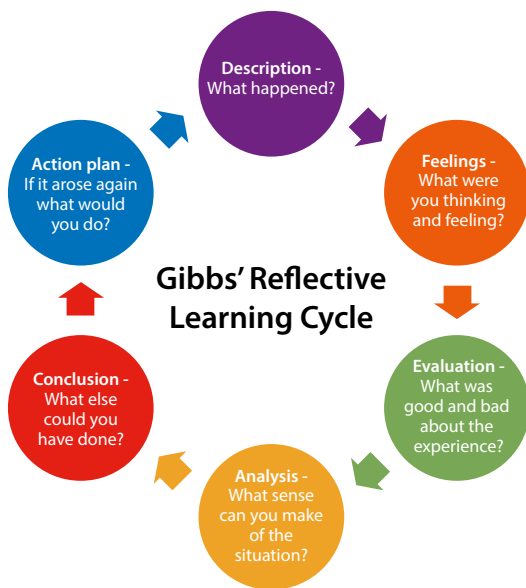 Description -
What happened?
Feelings -
What were
you thinking
and feeling?
Evaluation -
What was
good and bad
about the
experience?
Analysis -
What sense
can you make
of the
situation?
Conclusion -
What else
could you
have done?
Action plan -
If it arose again
what would
you do?
Gibbs’ Reflective
Learning Cycle